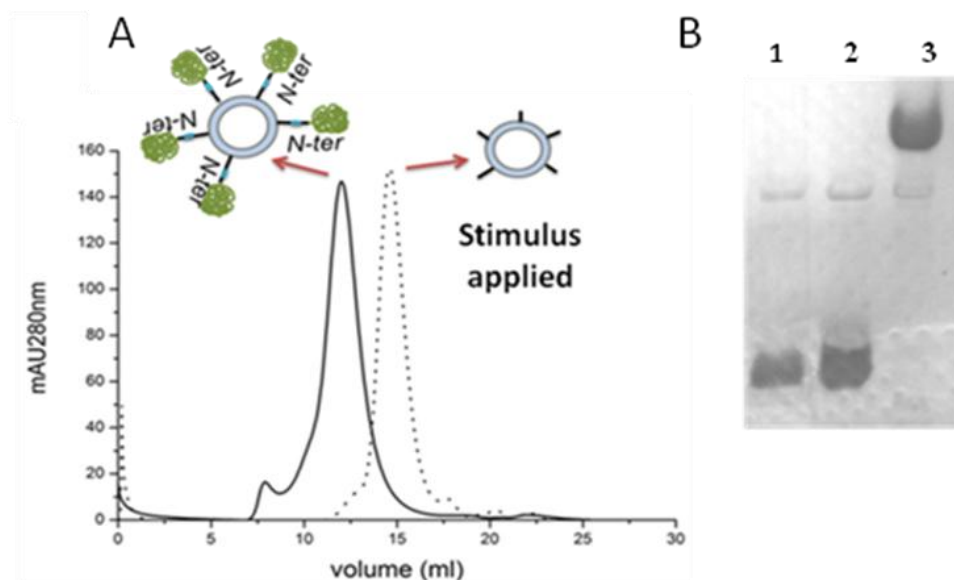 A
B
N-ter
N-ter
N-ter
N-ter
N-ter
1 2 3
Stimulus
applied
mAU280nm
160
140
120
100
80
60
40
20
0
0 5 10 15 20 25 30
volume (ml)